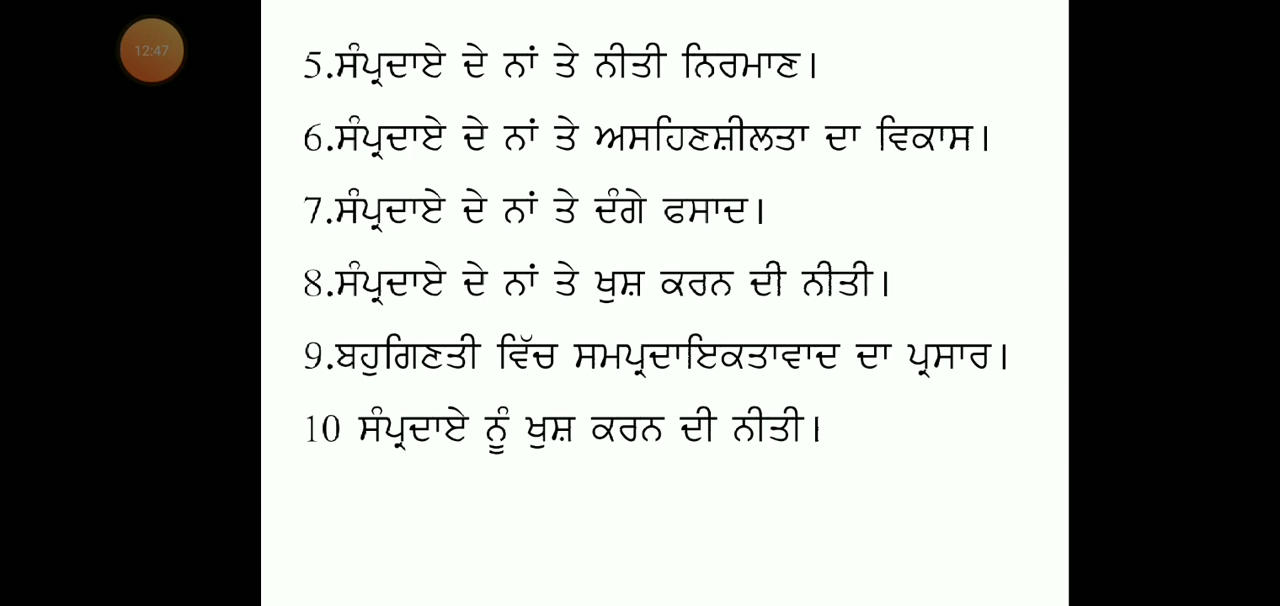 12:47
5.ਸੰਪ੍ਰਦਾਏ ਦੇ ਨਾਂ ਤੇ ਨੀਤੀ ਨਿਰਮਾਣ।
6.ਸੰਪ੍ਰਦਾਏ ਦੇ ਨਾਂ ਤੇ ਅਸਹਿਣਸ਼ੀਲਤਾ ਦਾ ਵਿਕਾਸ।
7.ਸੰਪ੍ਰਦਾਏ ਦੇ ਨਾਂ ਤੇ ਦੰਗੇ ਫਸਾਦ।
8.ਸੰਪ੍ਰਦਾਏ ਦੇ ਨਾਂ ਤੇ ਖੁਸ਼ ਕਰਨ ਦੀ ਨੀਤੀ।
9.ਬਹੁਗਿਣਤੀ ਵਿੱਚ ਸਮਪ੍ਰਦਾਇਕਤਾਵਾਦ ਦਾ ਪ੍ਰਸਾਰ।
10 ਸੰਪ੍ਰਦਾਏ ਨੂੰ ਖੁਸ਼ ਕਰਨ ਦੀ ਨੀਤੀ।